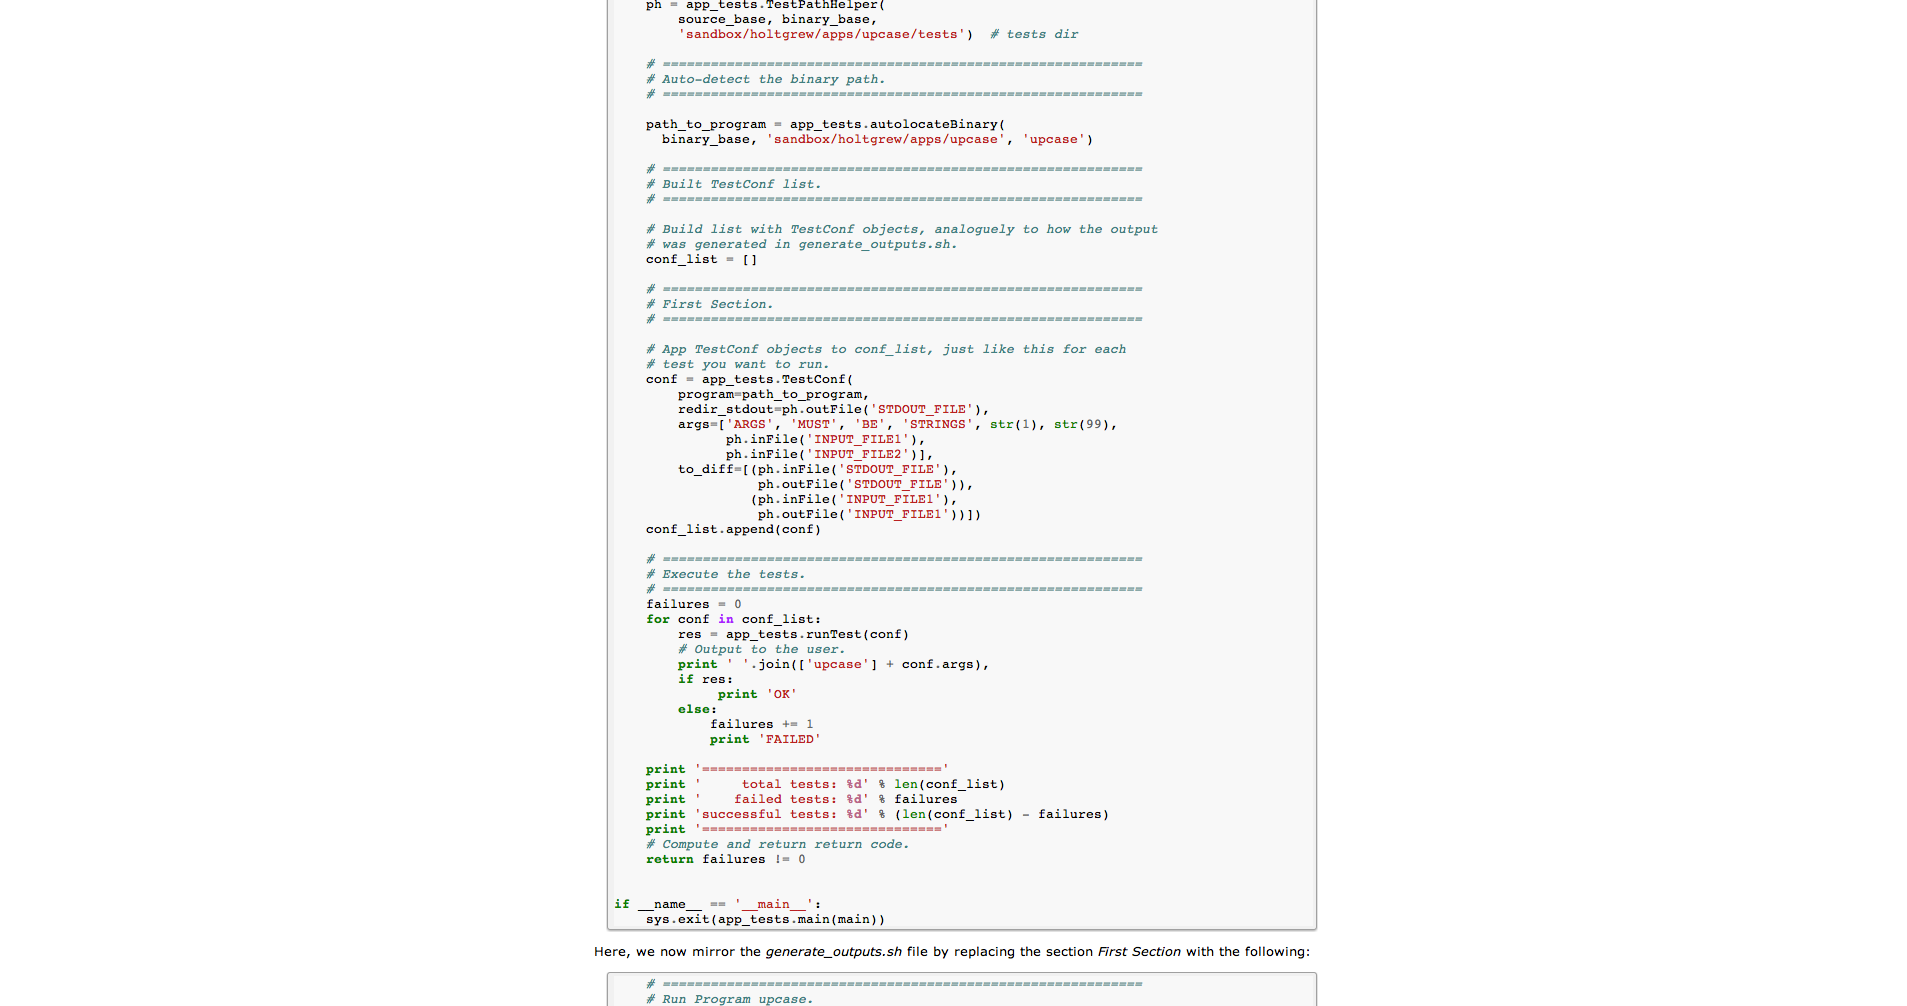 ph = app_tests.TestPathHelper(
        source_base, binary_base,
        'sandbox/holtgrew/apps/upcase/tests')  # tests dir

    # ============================================================
    # Auto-detect the binary path.
    # ============================================================

    path_to_program = app_tests.autolocateBinary(
      binary_base, 'sandbox/holtgrew/apps/upcase', 'upcase')

    # ============================================================
    # Built TestConf list.
    # ============================================================

    # Build list with TestConf objects, analoguely to how the output
    # was generated in generate_outputs.sh.
    conf_list = []

    # ============================================================
    # First Section.
    # ============================================================

    # App TestConf objects to conf_list, just like this for each
    # test you want to run.
    conf = app_tests.TestConf(
        program=path_to_program,
        redir_stdout=ph.outFile('STDOUT_FILE'),
        args=['ARGS', 'MUST', 'BE', 'STRINGS', str(1), str(99),
              ph.inFile('INPUT_FILE1'),
              ph.inFile('INPUT_FILE2')],
        to_diff=[(ph.inFile('STDOUT_FILE'),
                  ph.outFile('STDOUT_FILE')),
                 (ph.inFile('INPUT_FILE1'),
                  ph.outFile('INPUT_FILE1'))])
    conf_list.append(conf)

    # ============================================================
    # Execute the tests.
    # ============================================================
    failures = 0
    for conf in conf_list:
        res = app_tests.runTest(conf)
        # Output to the user.
        print ' '.join(['upcase'] + conf.args),
        if res:
             print 'OK'
        else:
            failures += 1
            print 'FAILED'

    print '=============================='
    print '     total tests: %d' % len(conf_list)
    print '    failed tests: %d' % failures
    print 'successful tests: %d' % (len(conf_list) - failures)
    print '=============================='
    # Compute and return return code.
    return failures != 0


if __name__ == '__main__':
    sys.exit(app_tests.main(main))
Here, we now mirror the generate_outputs.sh file by replacing the section First Section with the following:
    # ============================================================
    # Run Program upcase.